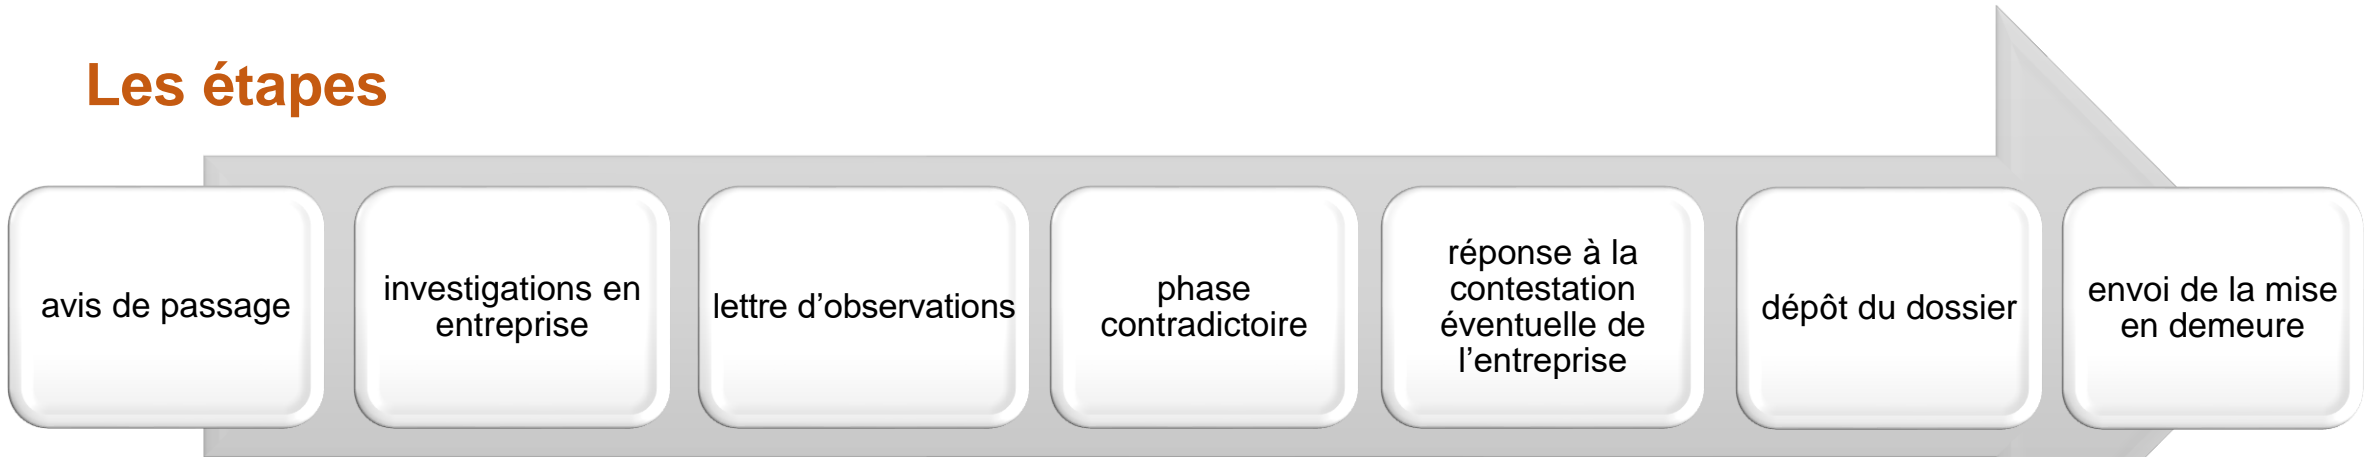 Les étapes
avis de passage
investigations en
entreprise
lettre d’observations
phase
contradictoire
réponse à la
contestation
éventuelle de
l’entreprise
dépôt du dossier
envoi de la mise
en demeure